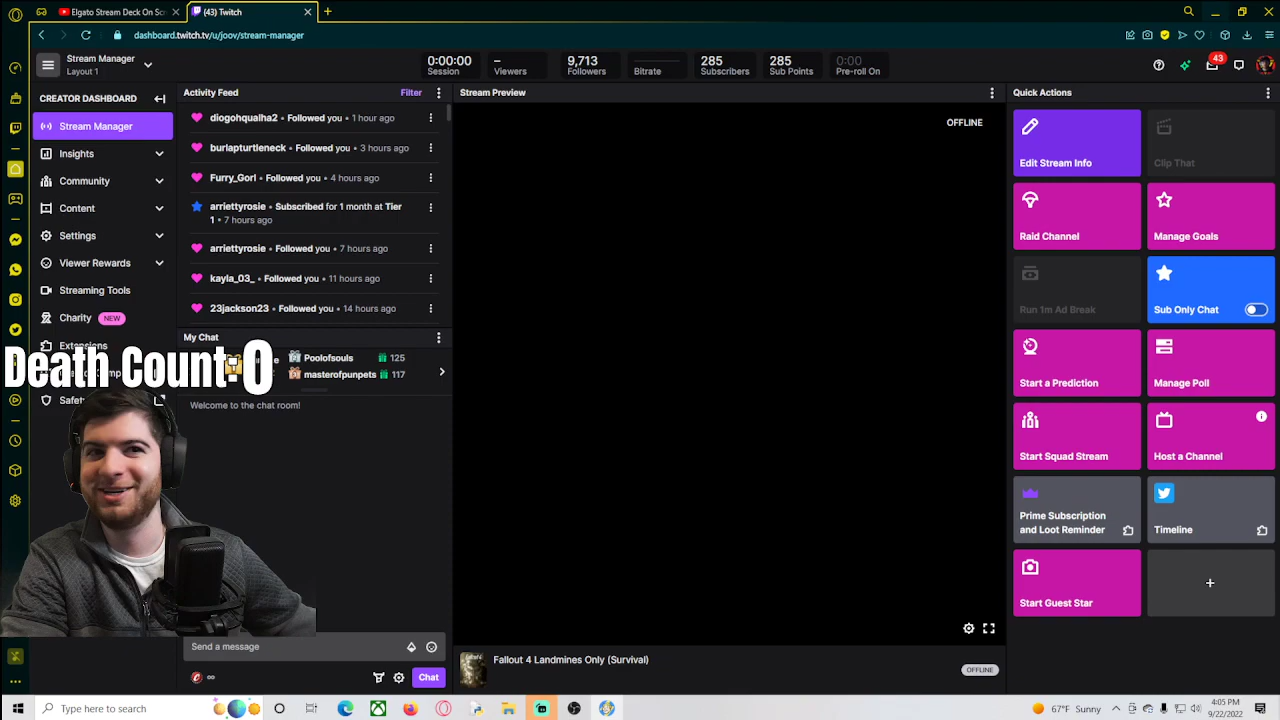 Elgato Stream Deck On Sc
(43) Twitch
dashboard.twitch.tv/u/joov/stream-manager
Stream Manager
Layout 1
0:00:00
Session
–
Viewers
9,713
Followers
Bitrate
285
Subscribers
285
Sub Points
0:00
Pre-roll On
43
CREATOR DASHBOARD
Stream Manager
Insights
Community
Content
Settings
Viewer Rewards
Streaming Tools
Charity NEW
Extensions
Death Count: 0
Activity Feed
Filter
diogohqualha2 • Followed you • 1 hour ago
burlapturtleneck • Followed you • 3 hours ago
Furry_Gorl • Followed you • 4 hours ago
arriettyrosie • Subscribed for 1 month at Tier
1 • 7 hours ago
arriettyrosie • Followed you • 7 hours ago
kayla_03_ • Followed you • 11 hours ago
23jackson23 • Followed you • 14 hours ago
My Chat
Poolofsouls 125
masterofpunpets 117
Welcome to the chat room!
Send a message
∞
Chat
Stream Preview
OFFLINE
Fallout 4 Landmines Only (Survival)
OFFLINE
Quick Actions
Edit Stream Info
Clip That
Raid Channel
Manage Goals
Run 1m Ad Break
Sub Only Chat
Start a Prediction
Manage Poll
Start Squad Stream
Host a Channel
Prime Subscription
and Loot Reminder
Timeline
Start Guest Star
Type here to search
67°F Sunny
4:05 PM
9/22/2022